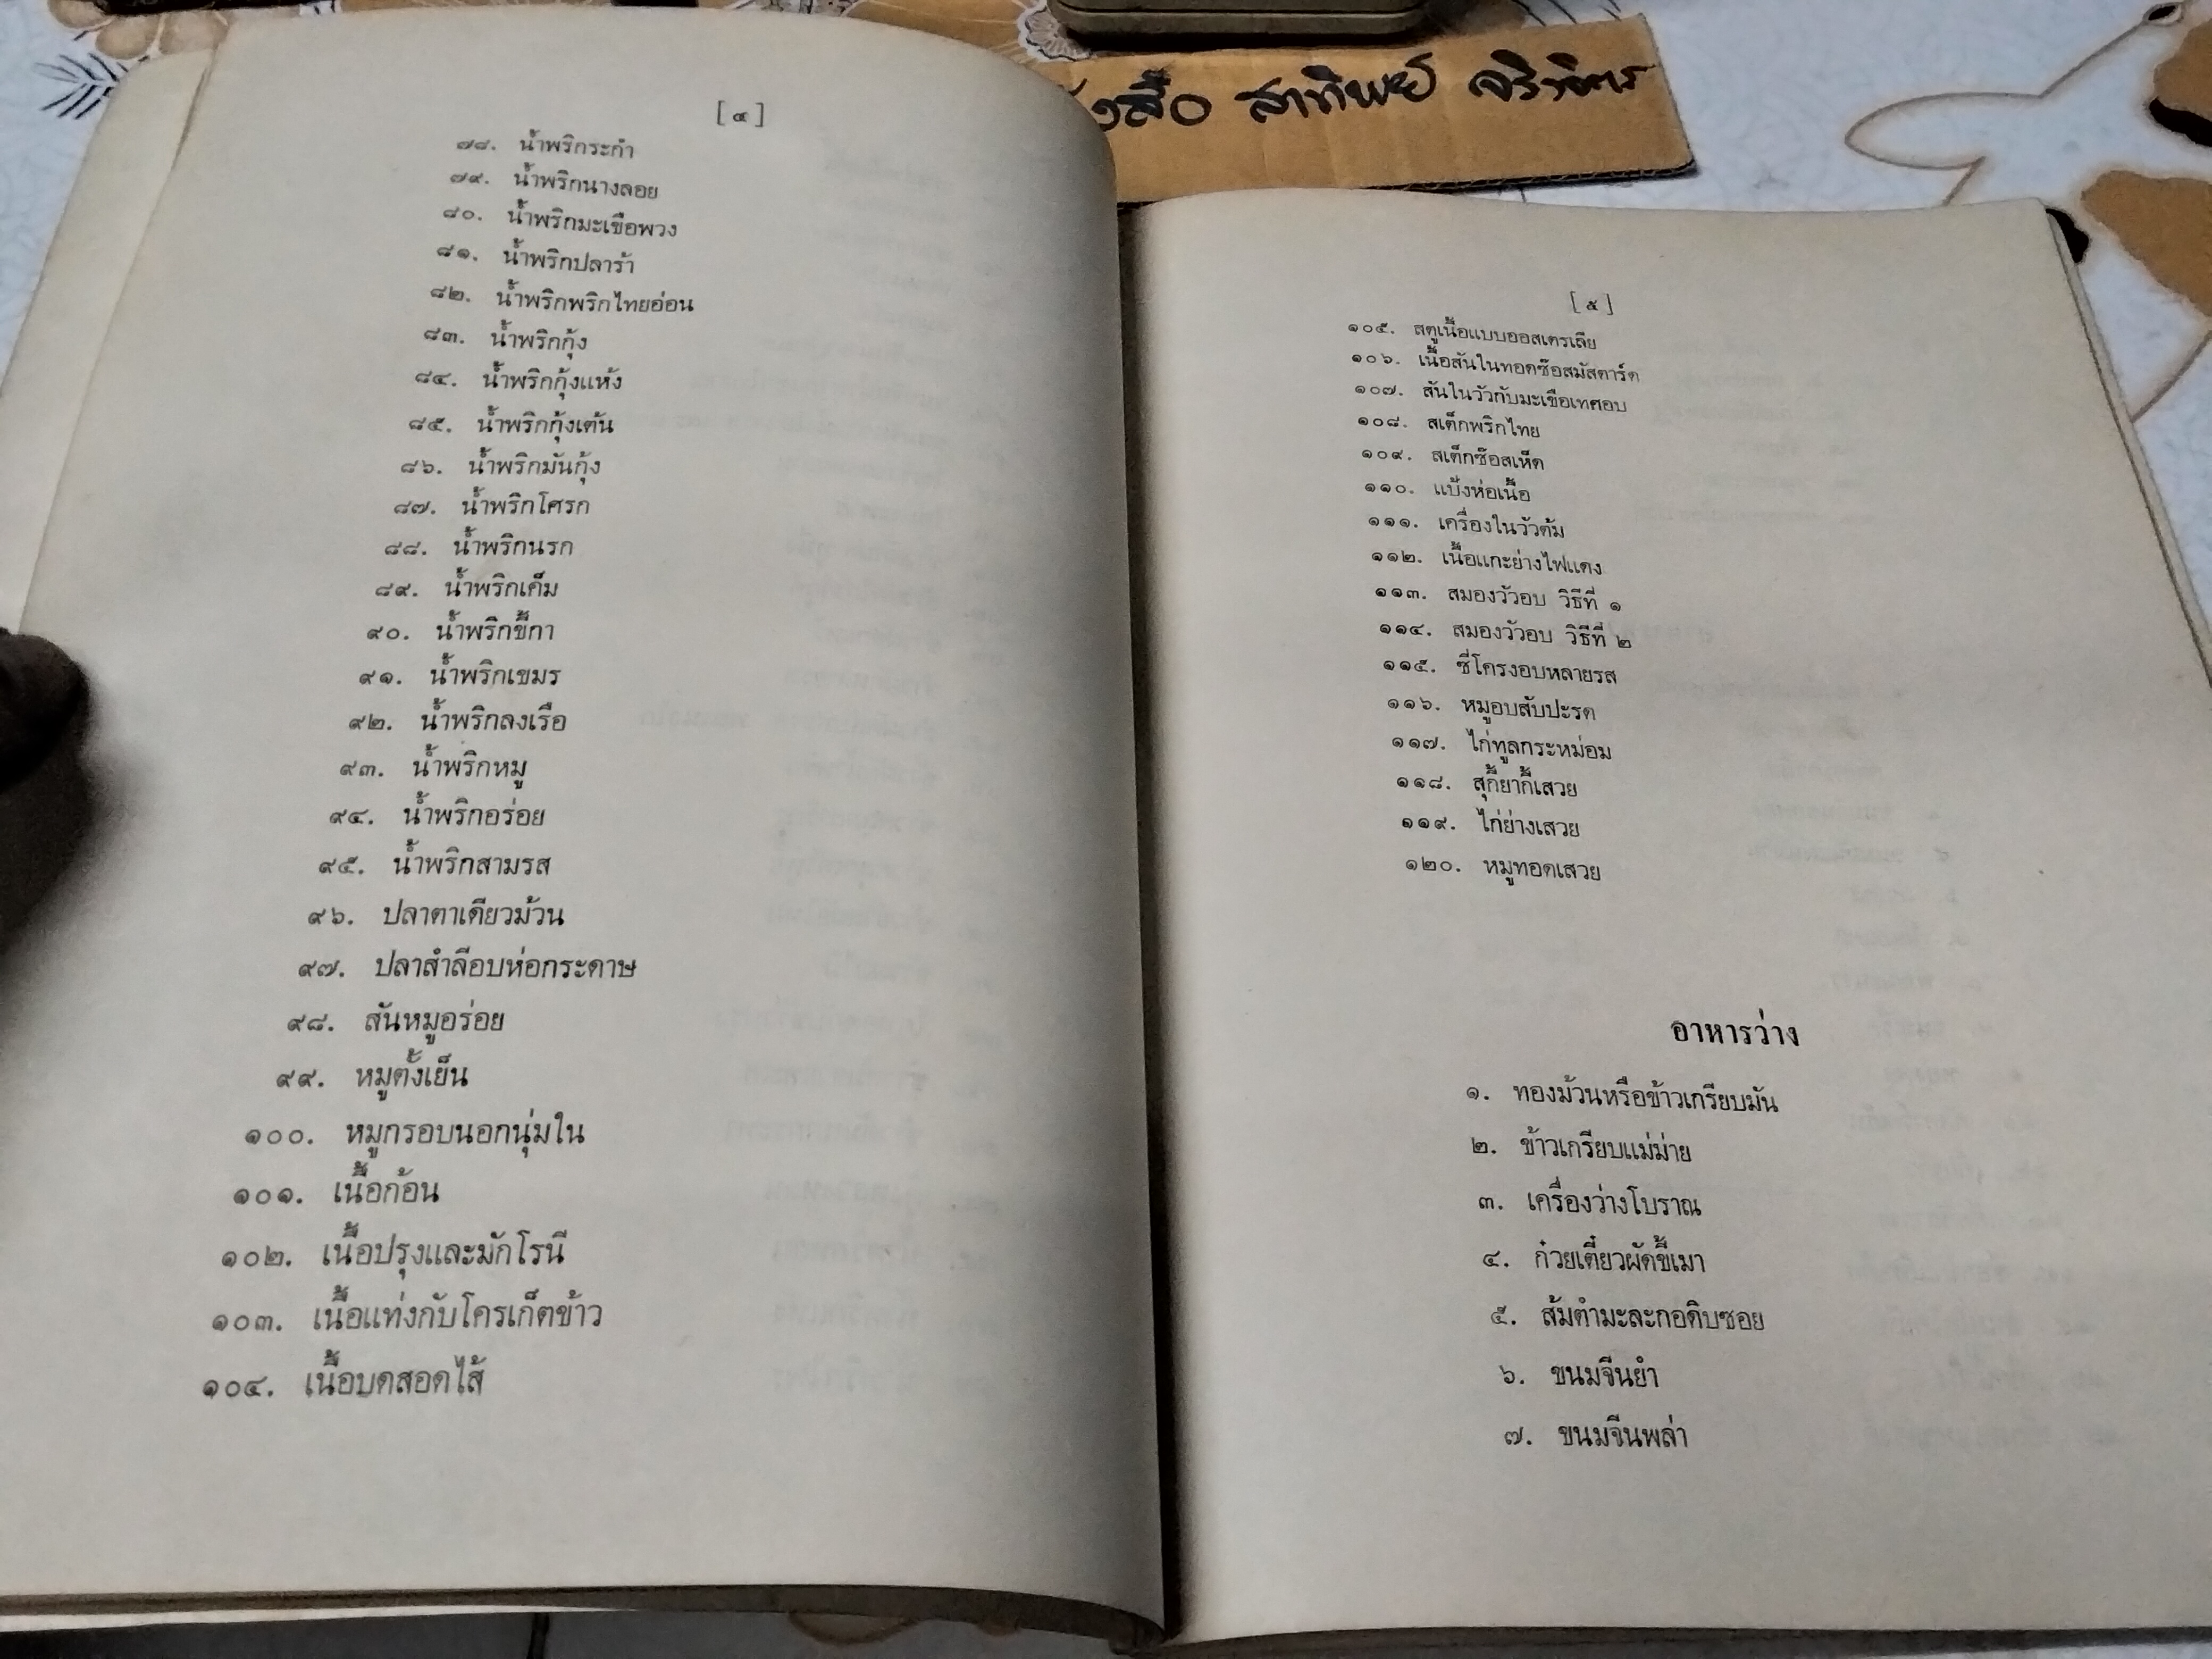 [ ๔ ]
๗๘. น้ำพริกระกำ
๗๙. น้ำพริกนางลอย
๘๐. น้ำพริกมะเขือพวง
๘๑. น้ำพริกปลาร้า
๘๒. น้ำพริกพริกไทยอ่อน
๘๓. น้ำพริกกุ้ง
๘๔. น้ำพริกกุ้งแห้ง
๘๕. น้ำพริกกุ้งเต้น
๘๖. น้ำพริกมันกุ้ง
๘๗. น้ำพริกโศรก
๘๘. น้ำพริกนรก
๘๙. น้ำพริกเค็ม
๙๐. น้ำพริกขี้กา
๙๑. น้ำพริกเขมร
๙๒. น้ำพริกลงเรือ
๙๓. น้ำพริกหมู
๙๔. น้ำพริกอร่อย
๙๕. น้ำพริกสามรส
๙๖. ปลาตาเดียวม้วน
๙๗. ปลาสำลีอบห่อกระดาษ
๙๘. สันหมูอร่อย
๙๙. หมูตั้งเย็น
๑๐๐. หมูกรอบนอกนุ่มใน
๑๐๑. เนื้อก้อน
๑๐๒. เนื้อปรุงและมักโรนี
๑๐๓. เนื้อแท่งกับโครเก็ตข้าว
๑๐๔. เนื้อบดสอดไส้
สาทิพย์ จริงจิตร
[ ๕ ]
๑๐๕. สตูเนื้อแบบออสเตรเลีย
๑๐๖. เนื้อสันในทอดซ๊อสมัสตาร์ด
๑๐๗. สันในวัวกับมะเขือเทศอบ
๑๐๘. สเต็กพริกไทย
๑๐๙. สเต็กซ๊อสเห็ด
๑๑๐. แป้งห่อเนื้อ
๑๑๑. เครื่องในวัวต้ม
๑๑๒. เนื้อแกะย่างไฟแดง
๑๑๓. สมองวัวอบ วิธีที่ ๑
๑๑๔. สมองวัวอบ วิธีที่ ๒
๑๑๕. ซี่โครงอบหลายรส
๑๑๖. หมูอบสับปะรด
๑๑๗. ไก่ทูลกระหม่อม
๑๑๘. สุกี้ยากี้เสวย
๑๑๙. ไก่ย่างเสวย
๑๒๐. หมูทอดเสวย
อาหารว่าง
๑. ทองม้วนหรือข้าวเกรียบมัน
๒. ข้าวเกรียบแม่ม่าย
๓. เครื่องว่างโบราณ
๔. ก๋วยเตี๋ยวผัดขี้เมา
๕. ส้มตำมะละกอดิบซอย
๖. ขนมจีนยำ
๗. ขนมจีนพล่า